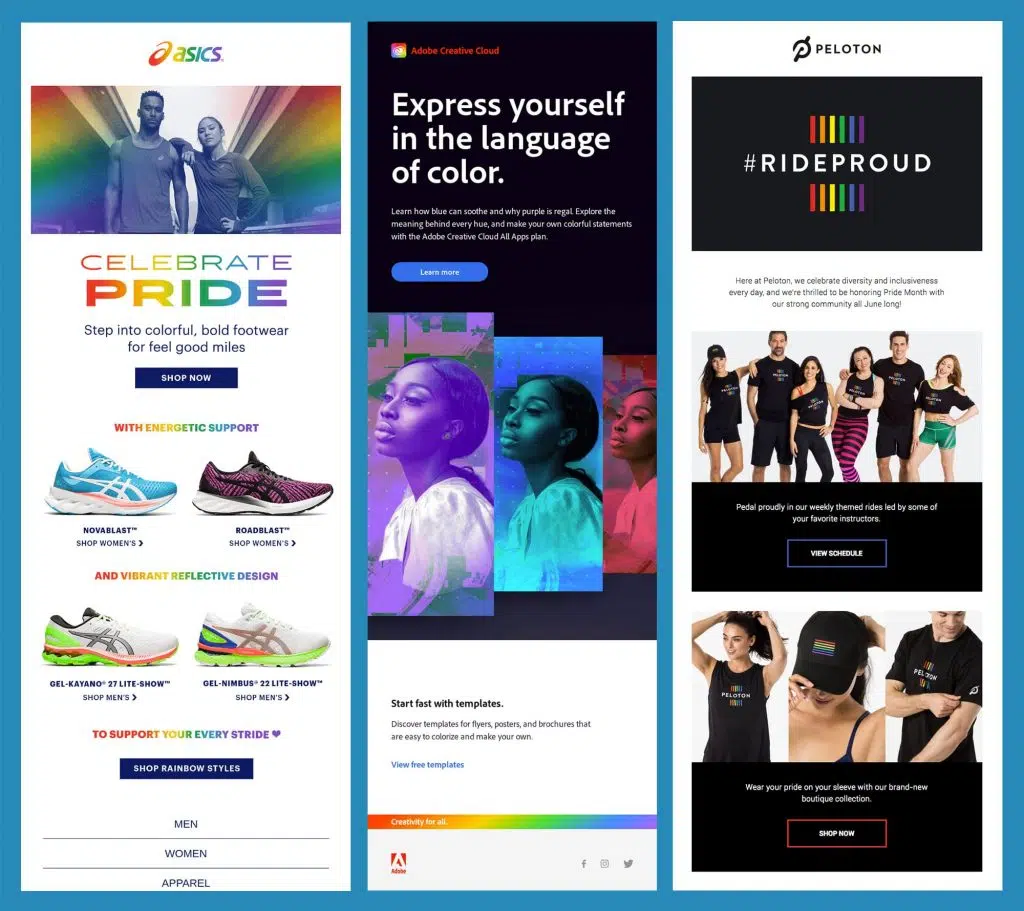 asics
CELEBRATE
PRIDE
Step into colorful, bold footwear
for feel good miles
SHOP NOW
WITH ENERGETIC SUPPORT
NOVABLAST™
SHOP WOMEN'S ❯
ROADBLAST™
SHOP WOMEN'S ❯
AND VIBRANT REFLECTIVE DESIGN
GEL-KAYANO® 27 LITE-SHOW™
SHOP MEN'S ❯
GEL-NIMBUS® 22 LITE-SHOW™
SHOP MEN'S ❯
TO SUPPORT YOUR EVERY STRIDE ❤
SHOP RAINBOW STYLES
MEN
WOMEN
APPAREL
Adobe Creative Cloud
Express yourself
in the language
of color.
Learn how blue can soothe and why purple is regal. Explore the
meaning behind every hue, and make your own colorful statements
with the Adobe Creative Cloud All Apps plan.
Learn more
Start fast with templates.
Discover templates for flyers, posters, and brochures that
are easy to colorize and make your own.
View free templates
Creativity for all.
Adobe
PELOTON
#RIDEPROUD
Here at Peloton, we celebrate diversity and inclusiveness
every day, and we're thrilled to be honoring Pride Month with
our strong community all June long!
PELOTON
PELOTON
PELOTON
PELOTON
PELOTON
Pedal proudly in our weekly themed rides led by some of
your favorite instructors.
VIEW SCHEDULE
PELOTON
PELOTON
Wear your pride on your sleeve with our brand-new
boutique collection.
SHOP NOW